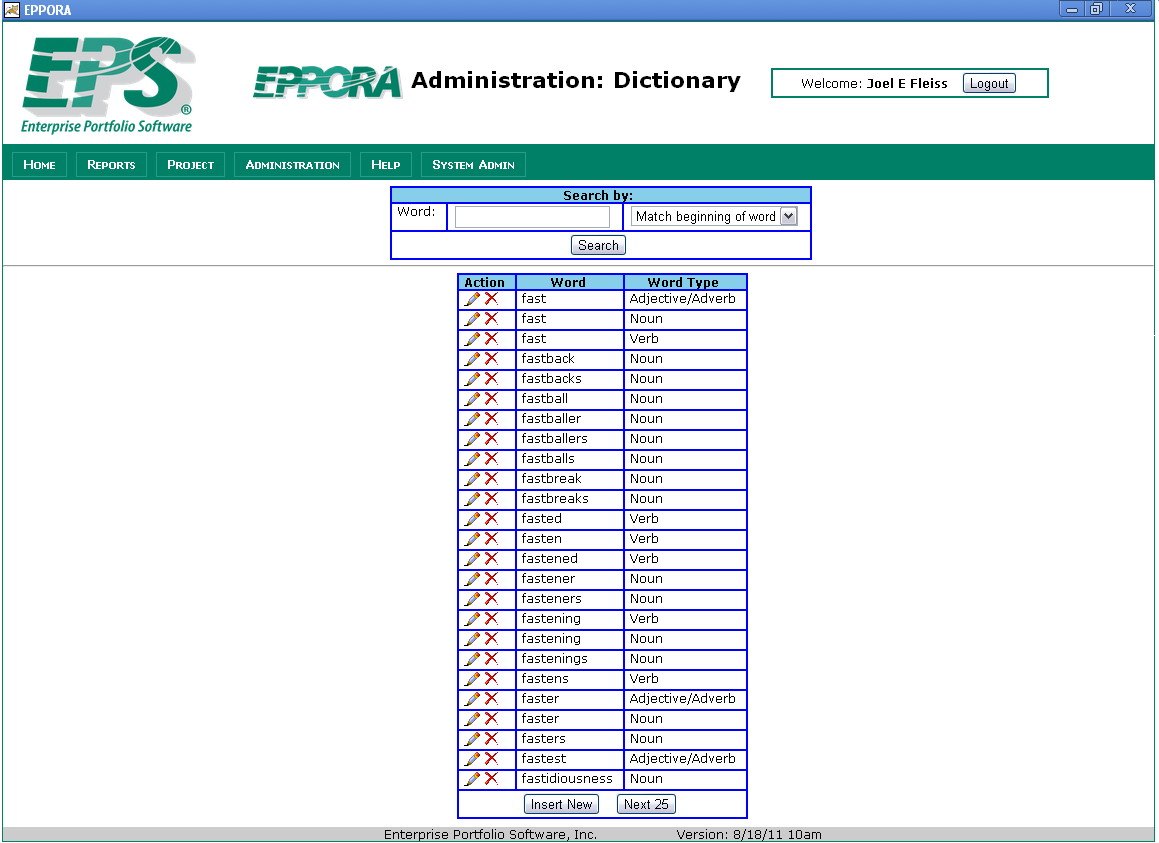 EPPORA
EPS®
Enterprise Portfolio Software
EPPORA Administration: Dictionary
Welcome: Joel E Fleiss Logout
Home Reports Project Administration Help System Admin
Search by:
Word: Match beginning of word
Search
Action Word Word Type
fast Adjective/Adverb
fast Noun
fast Verb
fastback Noun
fastbacks Noun
fastball Noun
fastballer Noun
fastballers Noun
fastballs Noun
fastbreak Noun
fastbreaks Noun
fasted Verb
fasten Verb
fastened Verb
fastener Noun
fasteners Noun
fastening Verb
fastening Noun
fastenings Noun
fastens Verb
faster Adjective/Adverb
faster Noun
fasters Noun
fastest Adjective/Adverb
fastidiousness Noun
Insert New Next 25
Enterprise Portfolio Software, Inc. Version: 8/18/11 10am